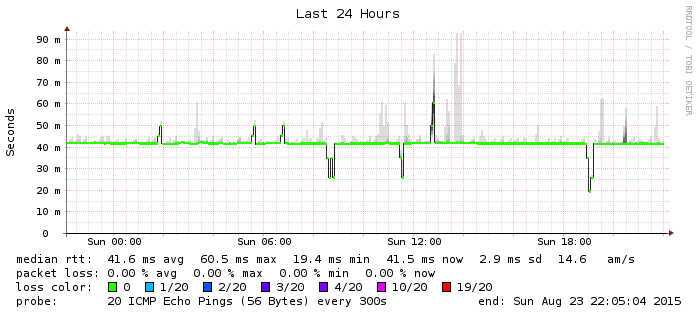 Last 24 Hours
RRDTOOL / TOBI OETIKER
Seconds
90 m
80 m
70 m
60 m
50 m
40 m
30 m
20 m
10 m
0
Sun 00:00 Sun 06:00 Sun 12:00 Sun 18:00
median rtt: 41.6 ms avg 60.5 ms max 19.4 ms min 41.5 ms now 2.9 ms sd 14.6 am/s
packet loss: 0.00 % avg 0.00 % max 0.00 % min 0.00 % now
loss color: 0 1/20 2/20 3/20 4/20 10/20 19/20
probe: 20 ICMP Echo Pings (56 Bytes) every 300s end: Sun Aug 23 22:05:04 2015